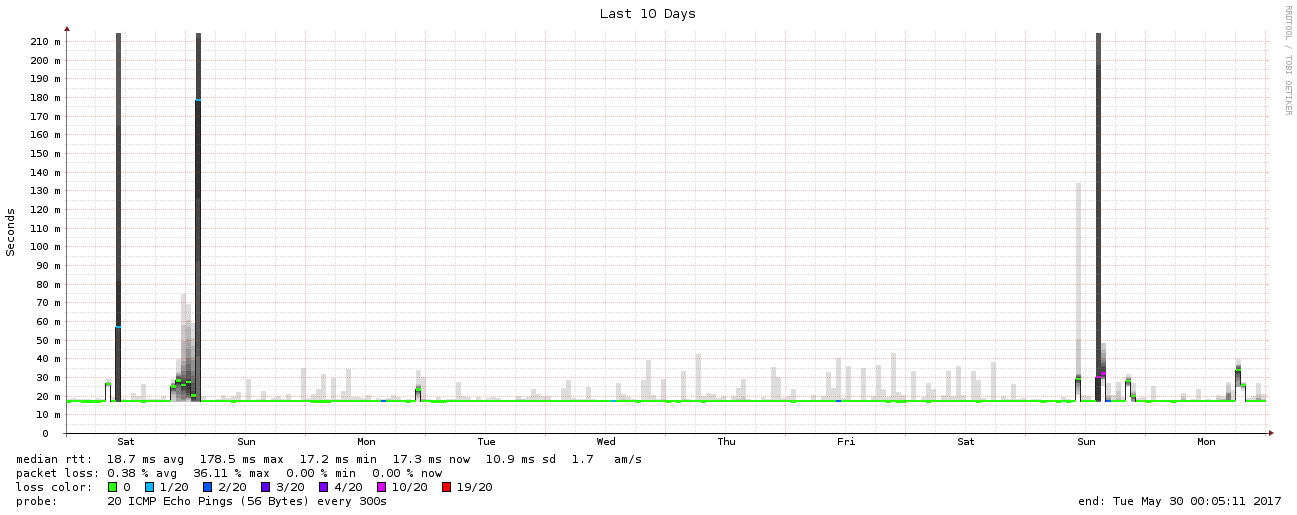 Last 10 Days
RRDTOOL / TOBI OETIKER
Seconds
210 m
200 m
190 m
180 m
170 m
160 m
150 m
140 m
130 m
120 m
110 m
100 m
90 m
80 m
70 m
60 m
50 m
40 m
30 m
20 m
10 m
0
Sat Sun Mon Tue Wed Thu Fri Sat Sun Mon
median rtt: 18.7 ms avg 178.5 ms max 17.2 ms min 17.3 ms now 10.9 ms sd 1.7 am/s
packet loss: 0.38 % avg 36.11 % max 0.00 % min 0.00 % now
loss color: 0 1/20 2/20 3/20 4/20 10/20 19/20
probe: 20 ICMP Echo Pings (56 Bytes) every 300s end: Tue May 30 00:05:11 2017